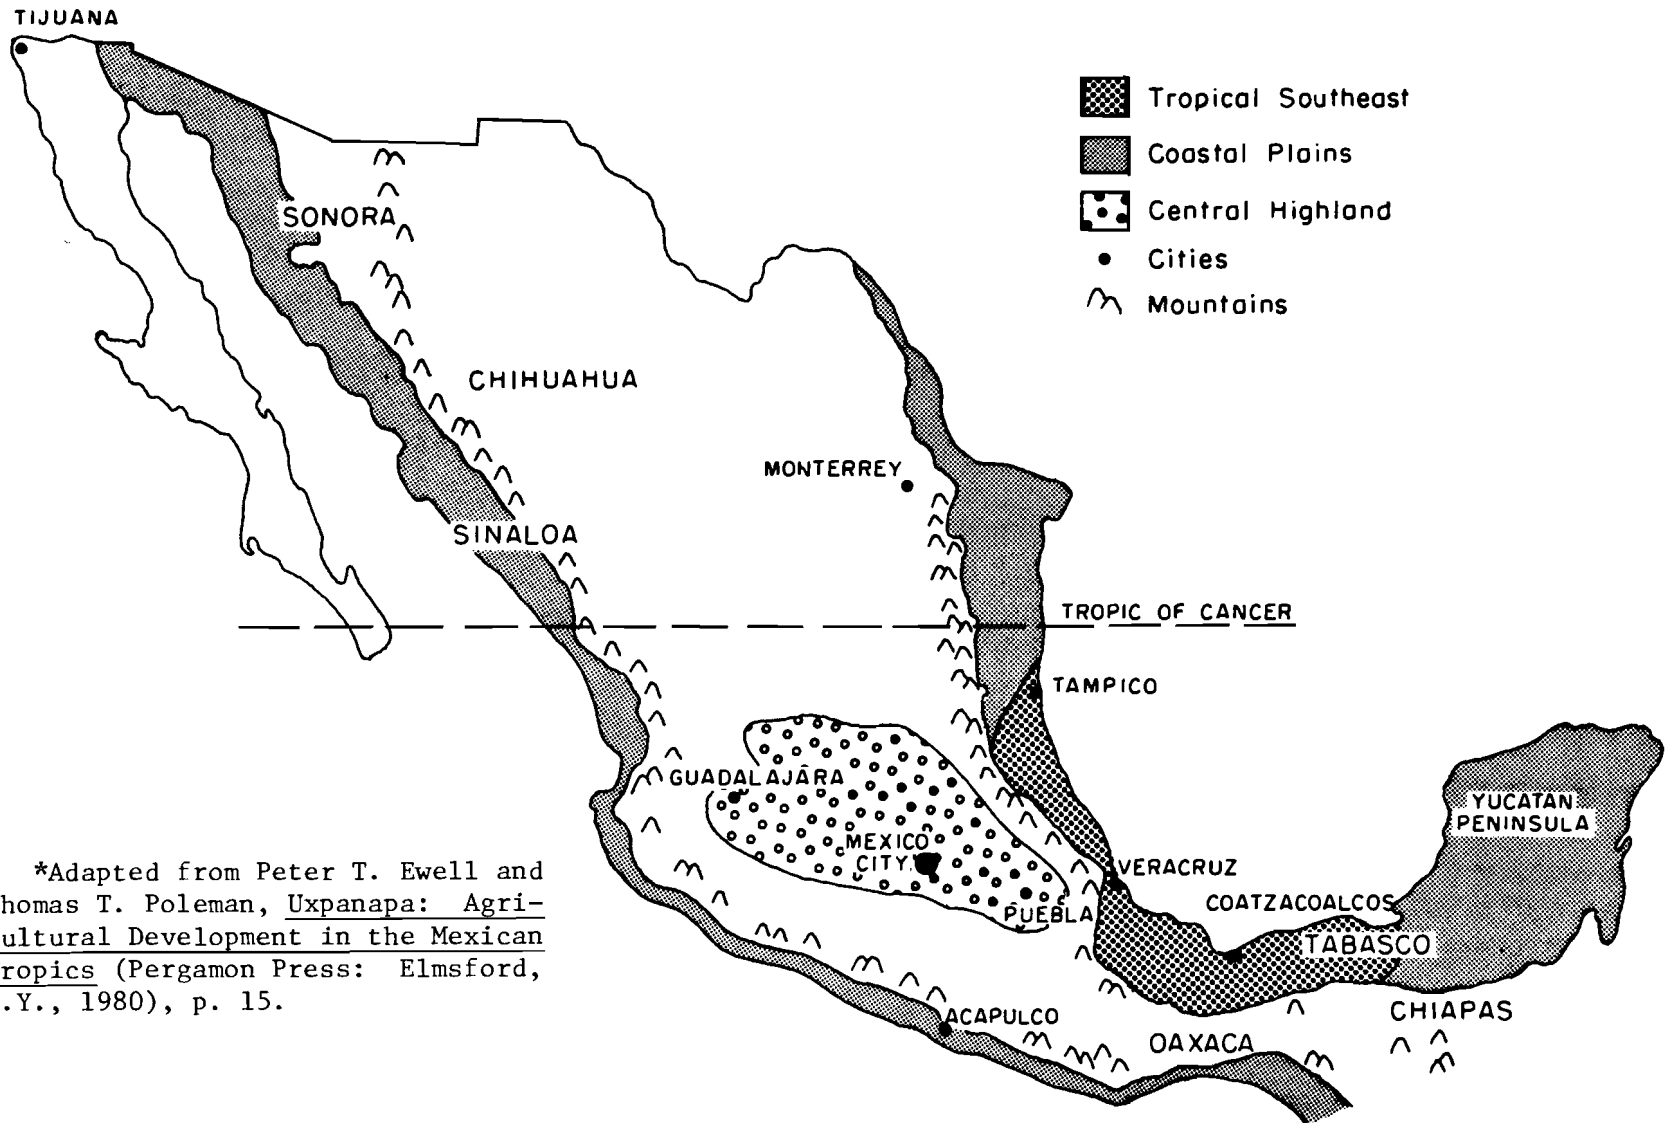 TIJUANA
Tropical Southeast
Coastal Plains
Central Highland
Cities
Mountains
SONORA
CHIHUAHUA
MONTERREY
SINALOA
TROPIC OF CANCER
TAMPICO
GUADALAJARA
MEXICO
CITY
YUCATAN
PENINSULA
VERACRUZ
COATZACOALCOS
PUEBLA
TABASCO
CHIAPAS
ACAPULCO
OAXACA
*Adapted from Peter T. Ewell and
homas T. Poleman, Uxpanapa: Agri-
ultural Development in the Mexican
ropics (Pergamon Press: Elmsford,
.Y., 1980), p. 15.